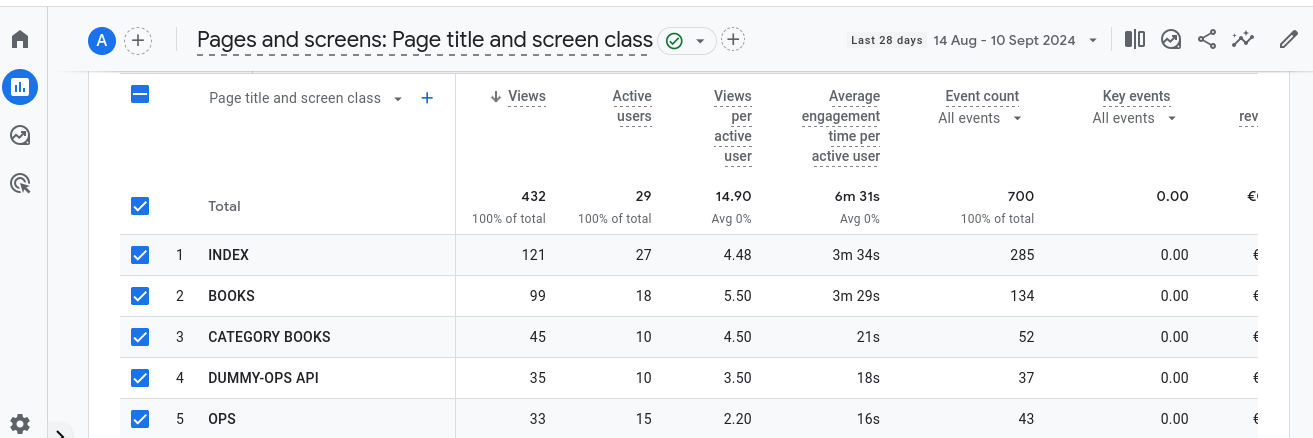 A
Pages and screens: Page title and screen class
Last 28 days 14 Aug - 10 Sept 2024
Page title and screen class
Views
Active users
Views per active user
Average engagement time per active user
Event count
All events
Key events
All events
rev
Total
432
100% of total
29
100% of total
14.90
Avg 0%
6m 31s
Avg 0%
700
100% of total
0.00
€
1 INDEX 121 27 4.48 3m 34s 285 0.00 €
2 BOOKS 99 18 5.50 3m 29s 134 0.00 €
3 CATEGORY BOOKS 45 10 4.50 21s 52 0.00 €
4 DUMMY-OPS API 35 10 3.50 18s 37 0.00 €
5 OPS 33 15 2.20 16s 43 0.00 €